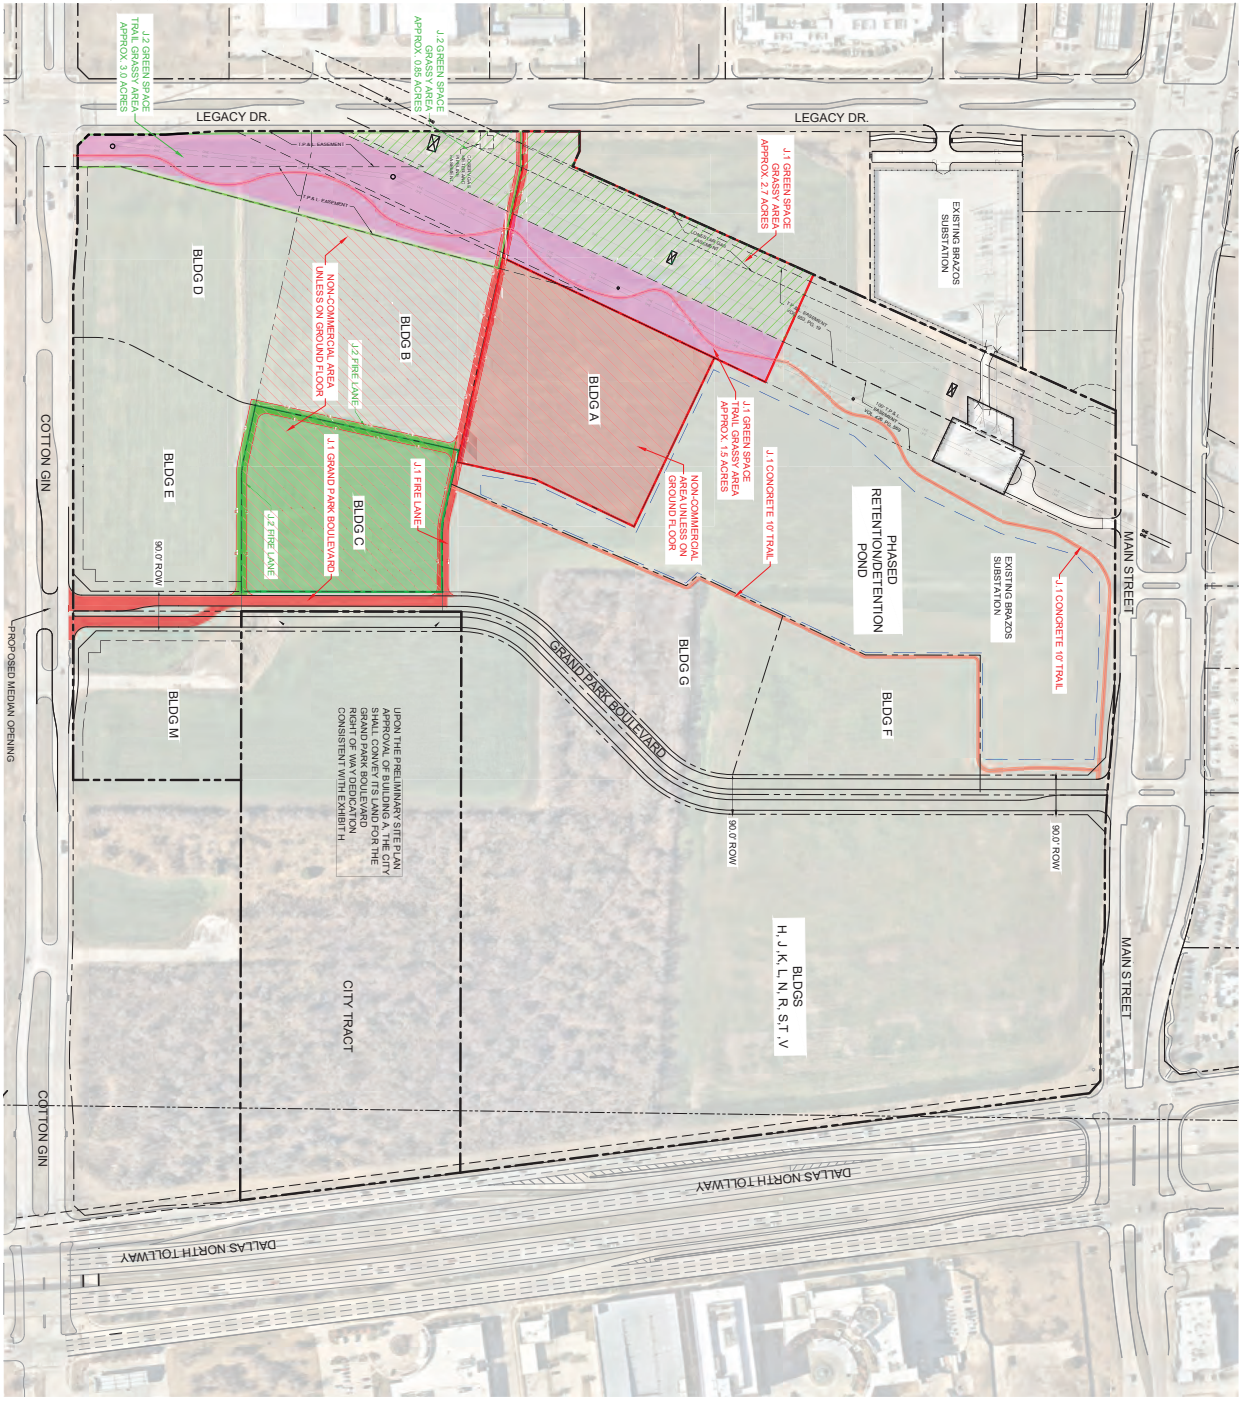 J.2 GREEN SPACE
TRAIL GRASSY AREA
APPROX. 3.0 ACRES
J.2 GREEN SPACE
GRASSY AREA
APPROX. 0.85 ACRES
LEGACY DR.
LEGACY DR.
T.P.& L. EASEMENT
T.P.& L. EASEMENT
LONESTAR GAS
EASEMENT
J.1 GREEN SPACE
GRASSY AREA
APPROX. 2.7 ACRES
EXISTING BRAZOS
SUBSTATION
T.P.& L. EASEMENT
BLDG D
NON-COMMERCIAL AREA
UNLESS ON GROUND FLOOR
BLDG B
J.2 FIRE LANE
BLDG A
J.1 GREEN SPACE
TRAIL GRASSY AREA
APPROX. 1.5 ACRES
COTTON GIN
BLDG E
J.1 GRAND PARK BOULEVARD
BLDG C
J.1 FIRE LANE
J.2 FIRE LANE
NON-COMMERCIAL
AREA UNLESS ON
GROUND FLOOR
J.1 CONCRETE 10' TRAIL
PHASED
RETENTION/DETENTION
POND
EXISTING BRAZOS
SUBSTATION
J.1 CONCRETE 10' TRAIL
MAIN STREET
90.0' ROW
PROPOSED MEDIAN OPENING
BLDG M
GRAND PARK BOULEVARD
BLDG G
BLDG F
UPON THE PRELIMINARY SITE PLAN
APPROVAL OF BUILDING A, THE CITY
SHALL CONVEY ITS LAND FOR THE
GRAND PARK BOULEVARD
RIGHT OF WAY DEDICATION
CONSISTENT WITH EXHIBIT H
90.0' ROW
90.0' ROW
BLDGS
H, J ,K, L, N, R, S,T ,V
CITY TRACT
MAIN STREET
COTTON GIN
DALLAS NORTH TOLLWAY
DALLAS NORTH TOLLWAY